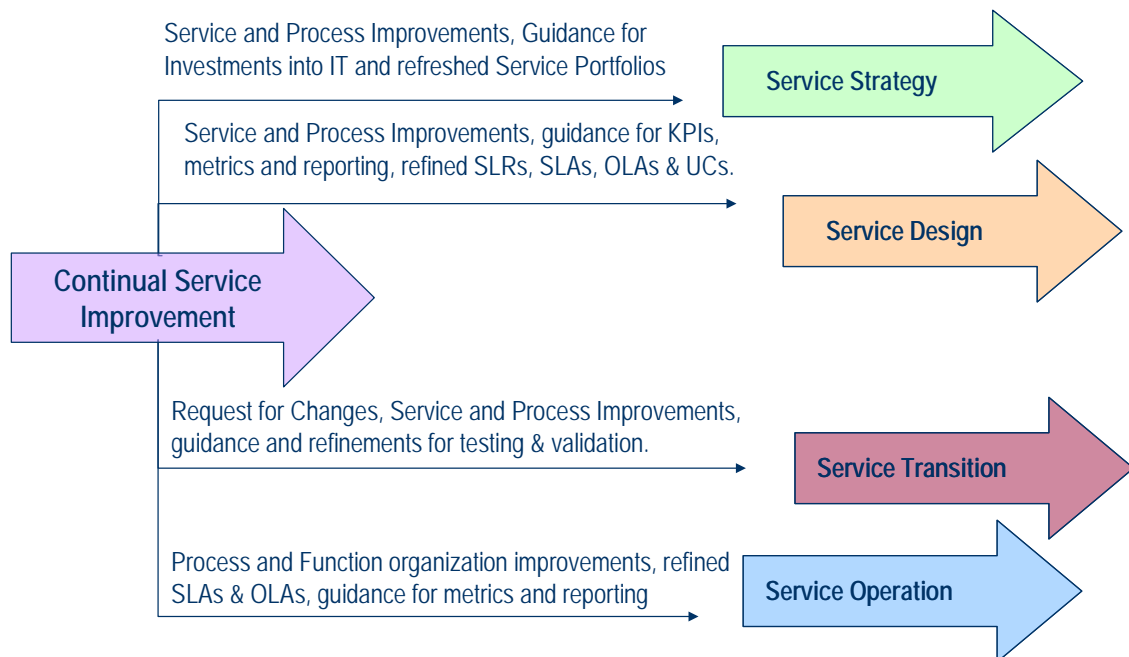 Service and Process Improvements, Guidance for
Investments into IT and refreshed Service Portfolios
Service Strategy
Service and Process Improvements, guidance for KPIs,
metrics and reporting, refined SLRs, SLAs, OLAs & UCs.
Service Design
Continual Service
Improvement
Request for Changes, Service and Process Improvements,
guidance and refinements for testing & validation.
Service Transition
Process and Function organization improvements, refined
SLAs & OLAs, guidance for metrics and reporting
Service Operation